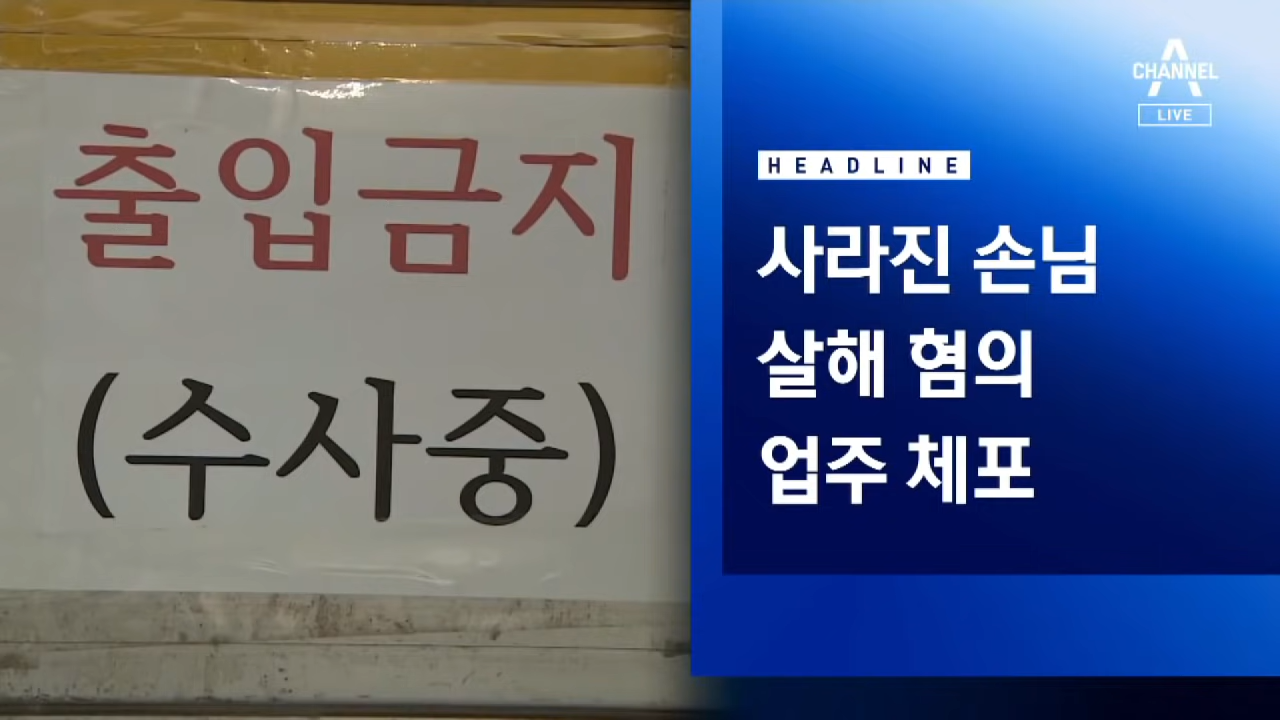 출입금지
(수사중)
CHANNEL A
LIVE
HEADLINE
사라진 손님
살해 혐의
업주 체포